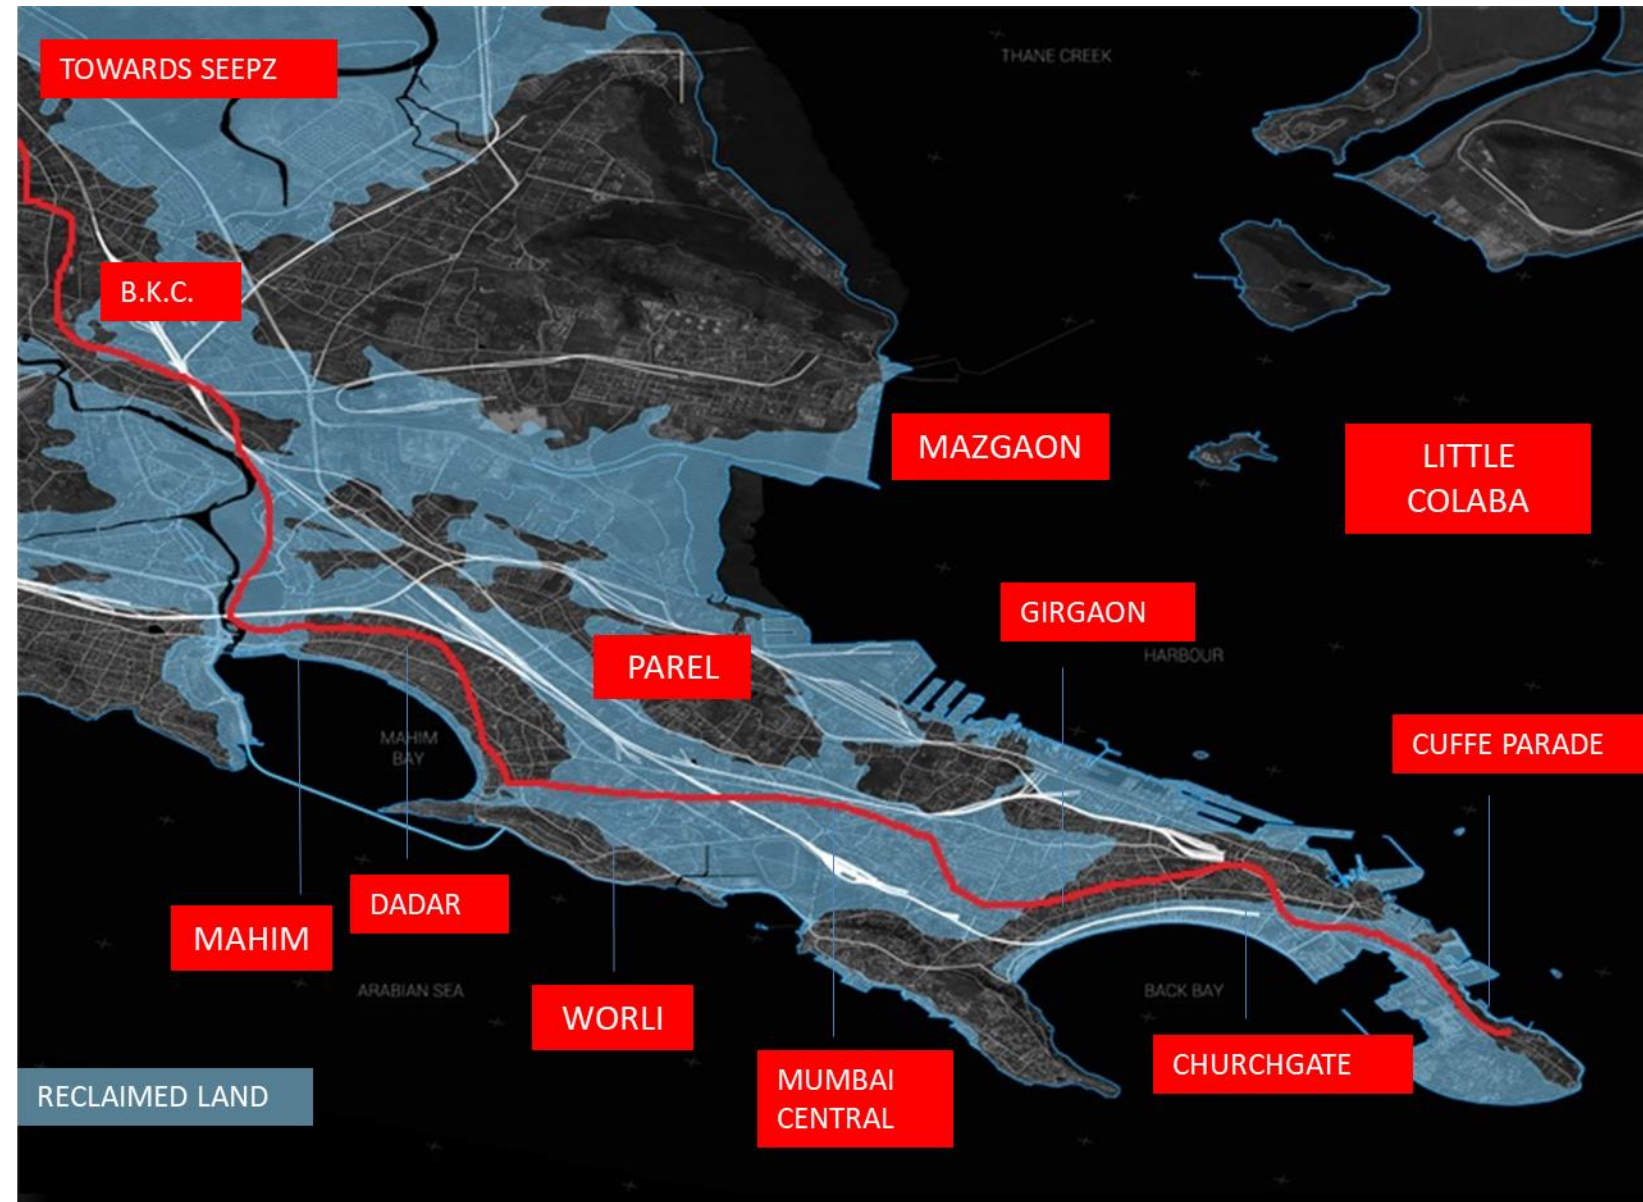 THANE CREEK
TOWARDS SEEPZ
B.K.C.
MAZGAON
LITTLE
COLABA
GIRGAON
HARBOUR
PAREL
CUFFE PARADE
MAHIM
BAY
DADAR
MAHIM
ARABIAN SEA
BACK BAY
WORLI
CHURCHGATE
MUMBAI
CENTRAL
RECLAIMED LAND